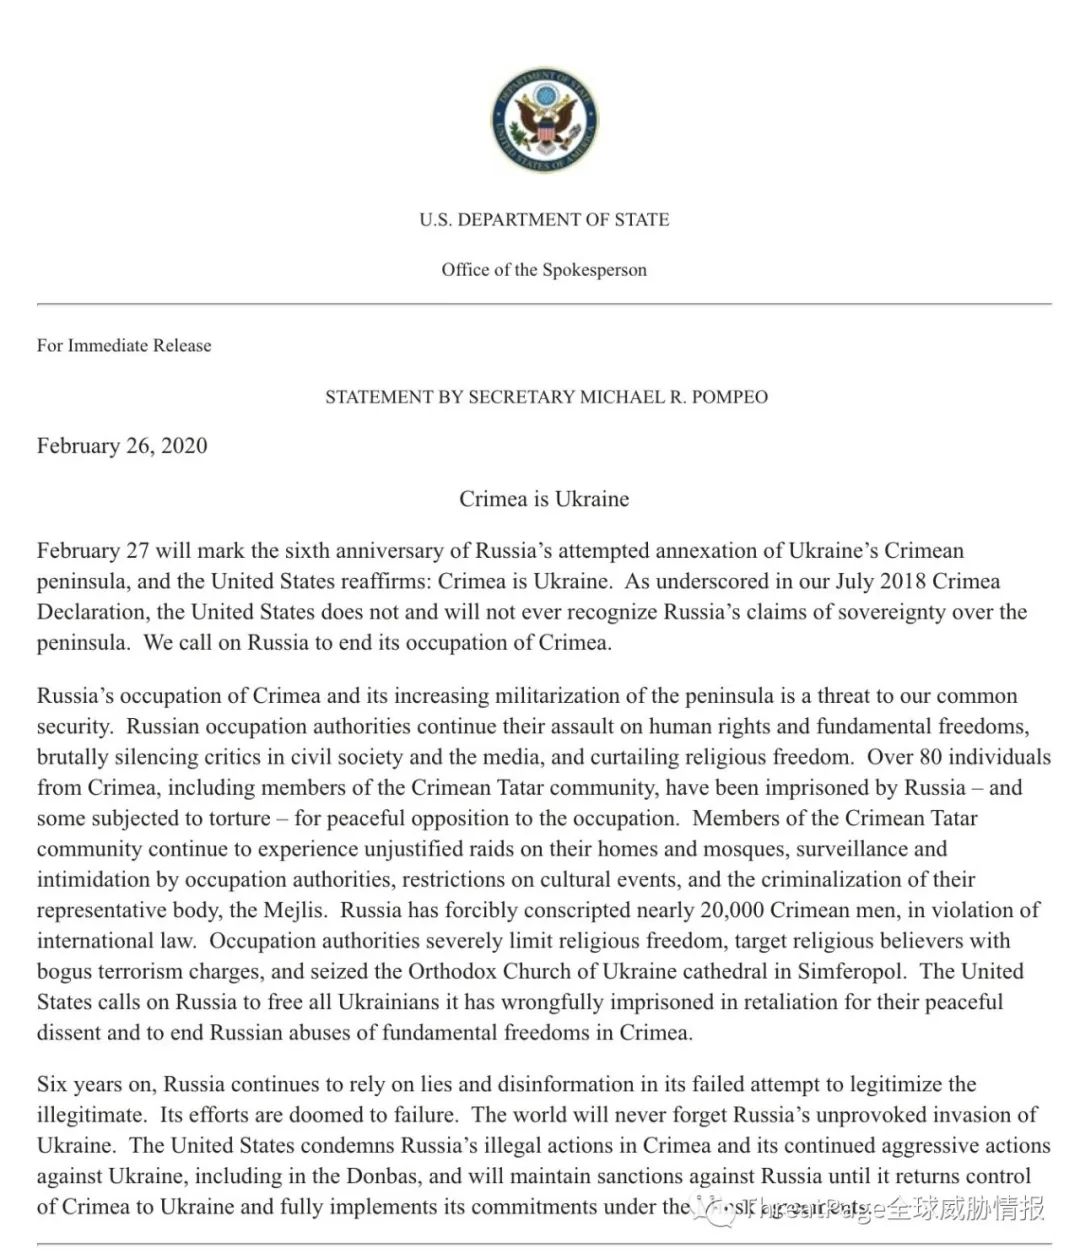 DEPARTMENT OF STATE
UNITED STATES OF AMERICA
U.S. DEPARTMENT OF STATE
Office of the Spokesperson
For Immediate Release
STATEMENT BY SECRETARY MICHAEL R. POMPEO
February 26, 2020
Crimea is Ukraine
February 27 will mark the sixth anniversary of Russia’s attempted annexation of Ukraine’s Crimean
peninsula, and the United States reaffirms: Crimea is Ukraine.  As underscored in our July 2018 Crimea
Declaration, the United States does not and will not ever recognize Russia’s claims of sovereignty over the
peninsula.  We call on Russia to end its occupation of Crimea.
Russia’s occupation of Crimea and its increasing militarization of the peninsula is a threat to our common
security.  Russian occupation authorities continue their assault on human rights and fundamental freedoms,
brutally silencing critics in civil society and the media, and curtailing religious freedom.  Over 80 individuals
from Crimea, including members of the Crimean Tatar community, have been imprisoned by Russia – and
some subjected to torture – for peaceful opposition to the occupation.  Members of the Crimean Tatar
community continue to experience unjustified raids on their homes and mosques, surveillance and
intimidation by occupation authorities, restrictions on cultural events, and the criminalization of their
representative body, the Mejlis.  Russia has forcibly conscripted nearly 20,000 Crimean men, in violation of
international law.  Occupation authorities severely limit religious freedom, target religious believers with
bogus terrorism charges, and seized the Orthodox Church of Ukraine cathedral in Simferopol.  The United
States calls on Russia to free all Ukrainians it has wrongfully imprisoned in retaliation for their peaceful
dissent and to end Russian abuses of fundamental freedoms in Crimea.
Six years on, Russia continues to rely on lies and disinformation in its failed attempt to legitimize the
illegitimate.  Its efforts are doomed to failure.  The world will never forget Russia’s unprovoked invasion of
Ukraine.  The United States condemns Russia’s illegal actions in Crimea and its continued aggressive actions
against Ukraine, including in the Donbas, and will maintain sanctions against Russia until it returns control
of Crimea to Ukraine and fully implements its commitments under the Minsk agreements.
ThreatPage全球威胁情报